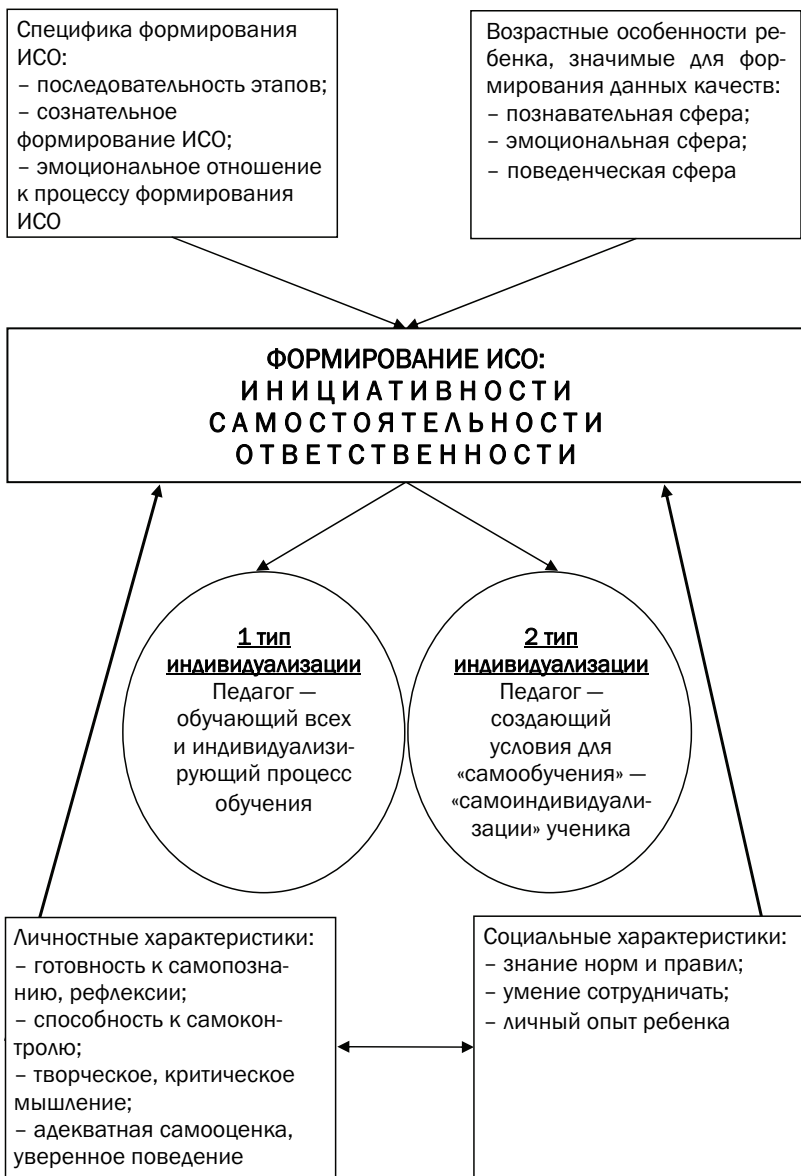 Специфика формирования
ИСО:
– последовательность этапов;
– сознательное
формирование ИСО;
– эмоциональное отношение
к процессу формирования
ИСО
Возрастные особенности ре-
бенка, значимые для фор-
мирования данных качеств:
– познавательная сфера;
– эмоциональная сфера;
– поведенческая сфера
ФОРМИРОВАНИЕ ИСО:
ИНИЦИАТИВНОСТИ
САМОСТОЯТЕЛЬНОСТИ
ОТВЕТСТВЕННОСТИ
1 тип
индивидуализации
Педагог —
обучающий всех
и индивидуализи-
рующий процесс
обучения
2 тип
индивидуализации
Педагог —
создающий
условия для
«самообучения» —
«самоиндивидуали-
зации» ученика
Личностные характеристики:
– готовность к самопозна-
нию, рефлексии;
– способность к самокон-
тролю;
– творческое, критическое
мышление;
– адекватная самооценка,
уверенное поведение
Социальные характеристики:
– знание норм и правил;
– умение сотрудничать;
– личный опыт ребенка